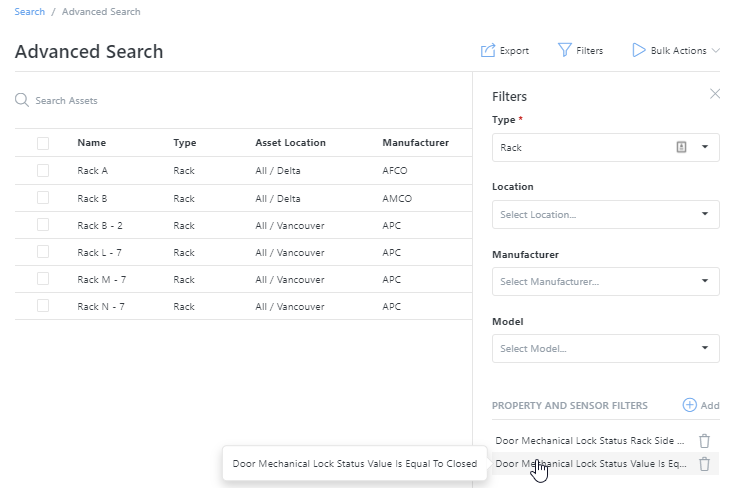 Search / Advanced Search
Advanced Search
Export Filters Bulk Actions
Search Assets
Name Type Asset Location Manufacturer
Rack A Rack All / Delta AFCO
Rack B Rack All / Delta AMCO
Rack B - 2 Rack All / Vancouver APC
Rack L - 7 Rack All / Vancouver APC
Rack M - 7 Rack All / Vancouver APC
Rack N - 7 Rack All / Vancouver APC
Filters
Type *
Rack
Location
Select Location...
Manufacturer
Select Manufacturer...
Model
Select Model...
PROPERTY AND SENSOR FILTERS Add
Door Mechanical Lock Status Rack Side ...
Door Mechanical Lock Status Value Is Eq...
Door Mechanical Lock Status Value Is Equal To Closed